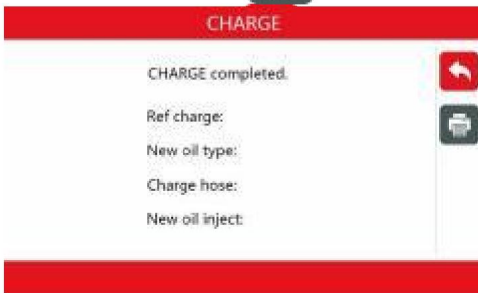 CHARGE
CHARGE completed.
Ref charge:
New oil type:
Charge hose:
New oil inject: